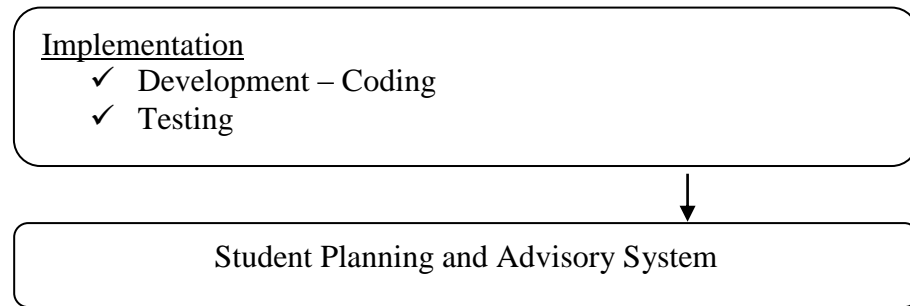 Implementation
✓ Development – Coding
✓ Testing
Student Planning and Advisory System